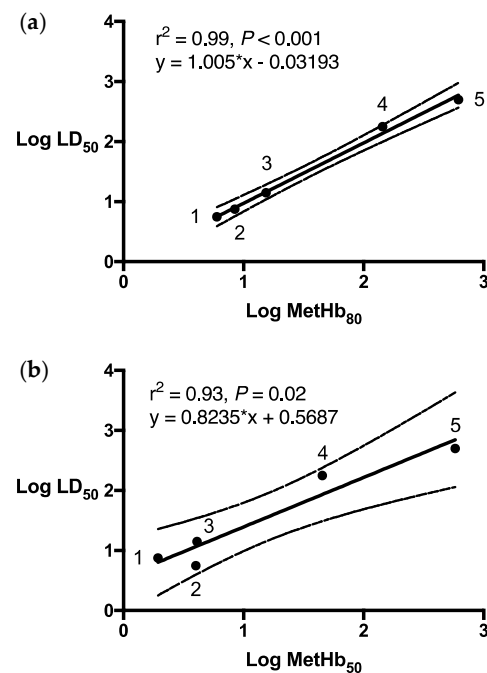 (a)
r² = 0.99, P < 0.001
y = 1.005*x - 0.03193
4
3
2
1
0
Log LD₅₀
1
2
3
4
5
0
1
2
3
Log MetHb₈₀
(b)
r² = 0.93, P = 0.02
y = 0.8235*x + 0.5687
4
3
2
1
0
Log LD₅₀
1
2
3
4
5
0
1
2
3
Log MetHb₅₀